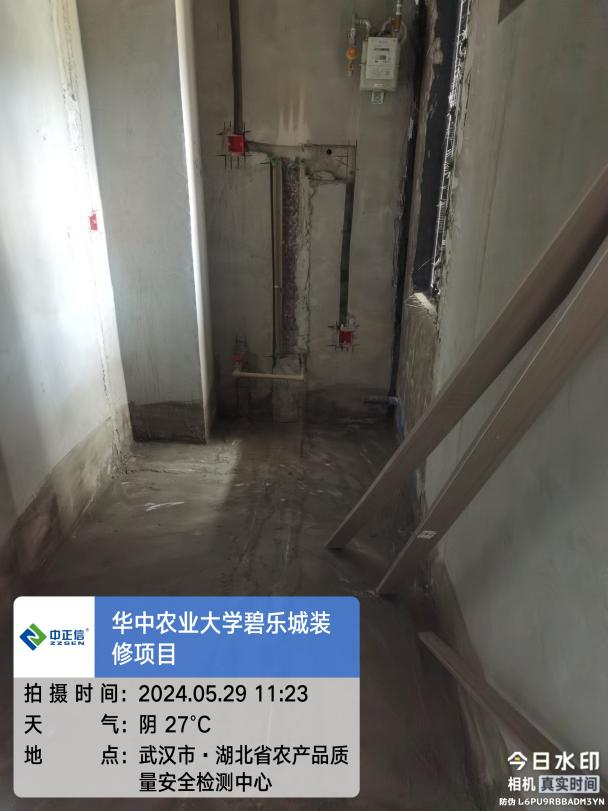 中正信®
ZZSEN
华中农业大学碧乐城装
修项目
拍摄时间：2024.05.29 11:23
天气：阴 27℃
地点：武汉市·湖北省农产品质
量安全检测中心
今日水印
相机 真实时间
防伪 L6PU9RBBADM3YN